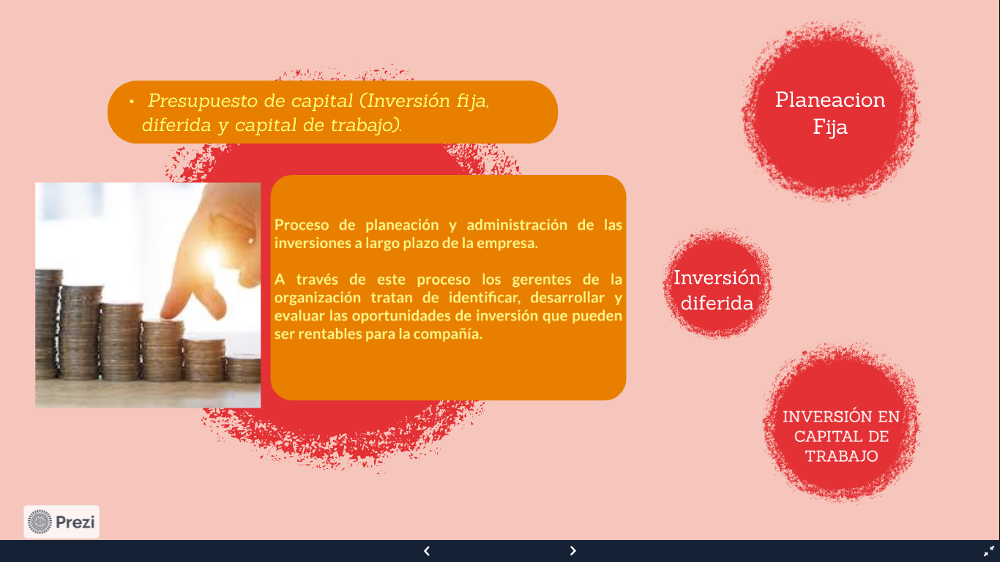 • Presupuesto de capital (Inversión fija,
diferida y capital de trabajo).
Proceso de planeación y administración de las
inversiones a largo plazo de la empresa.
A través de este proceso los gerentes de la
organización tratan de identificar, desarrollar y
evaluar las oportunidades de inversión que pueden
ser rentables para la compañía.
Planeacion
Fija
Inversión
diferida
INVERSIÓN EN
CAPITAL DE
TRABAJO
Prezi